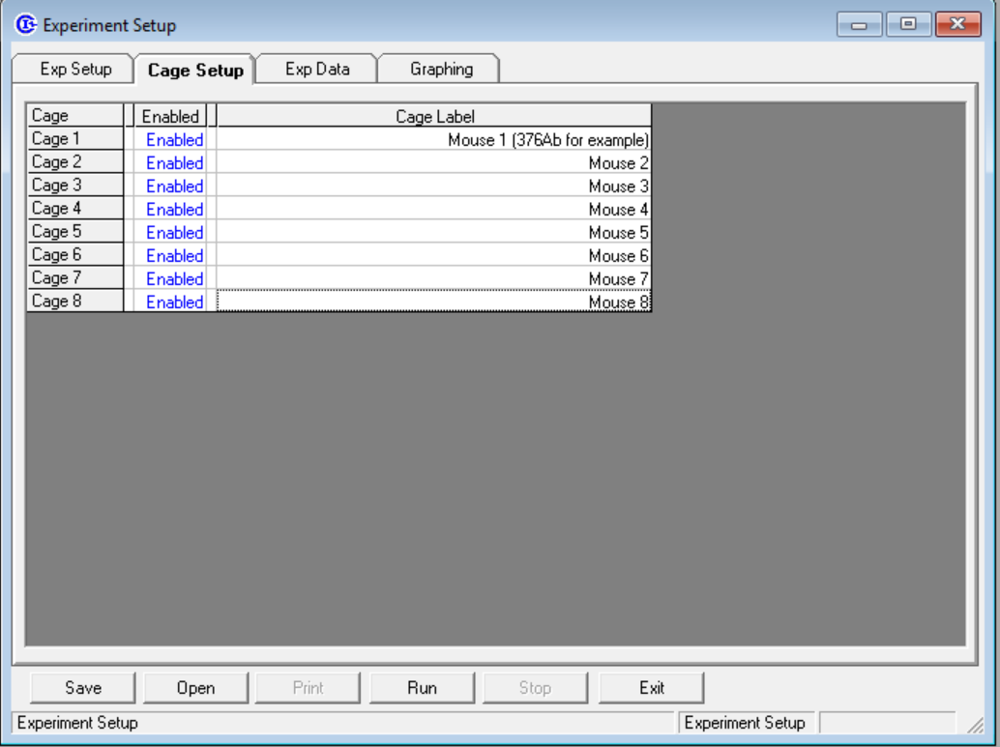 Experiment Setup
Exp Setup Cage Setup Exp Data Graphing
Cage Enabled Cage Label
Cage 1 Enabled Mouse 1 (376Ab for example)
Cage 2 Enabled Mouse 2
Cage 3 Enabled Mouse 3
Cage 4 Enabled Mouse 4
Cage 5 Enabled Mouse 5
Cage 6 Enabled Mouse 6
Cage 7 Enabled Mouse 7
Cage 8 Enabled Mouse 8
Save Open Print Run Stop Exit
Experiment Setup Experiment Setup